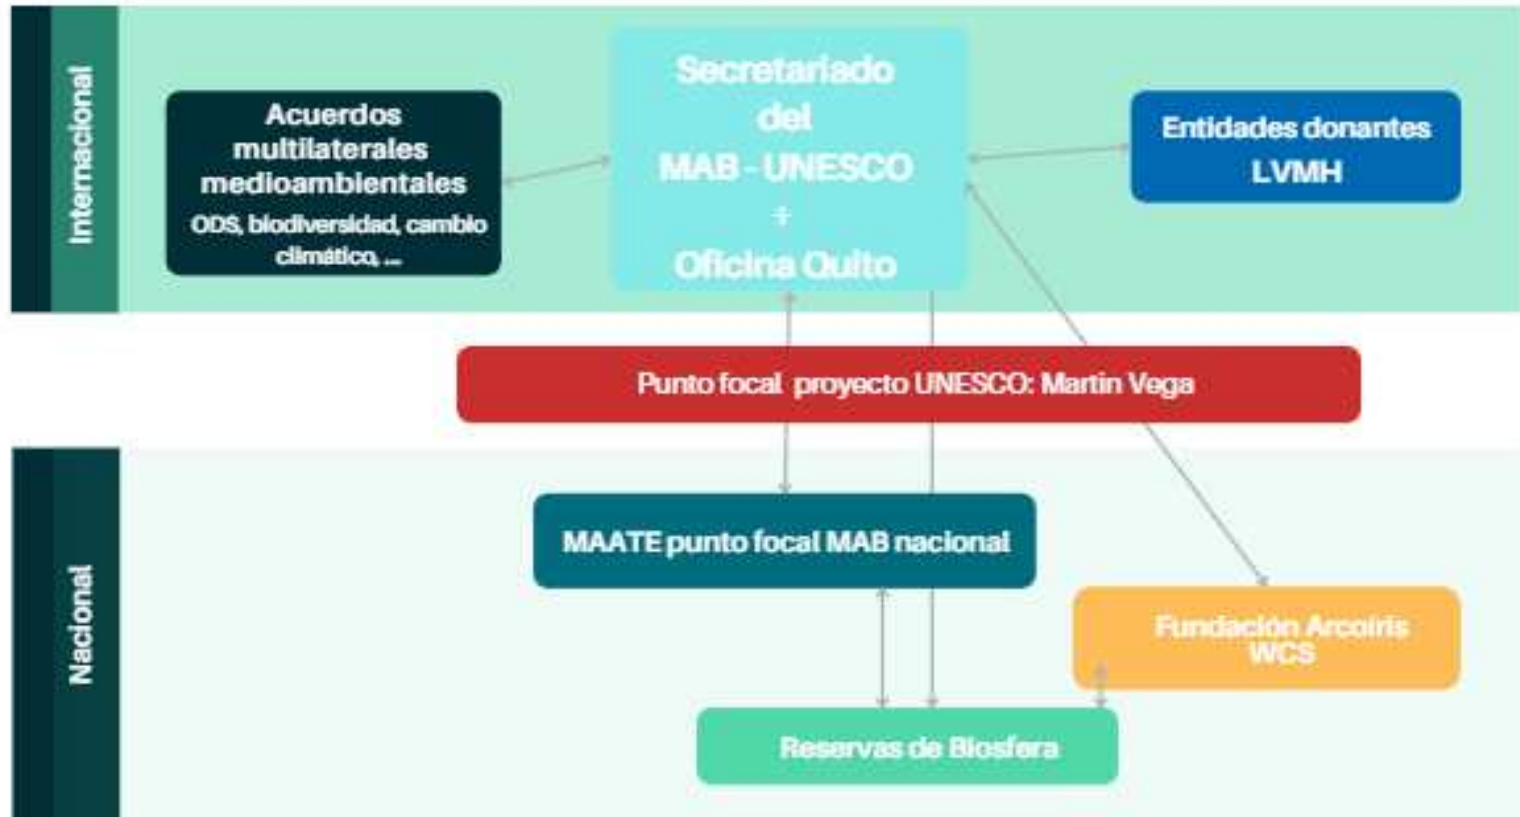 Internacional
Acuerdos
multilaterales
medioambientales
ODS, biodiversidad, cambio
climático, ...
Secretariado
del
MAB - UNESCO
+
Oficina Quito
Entidades donantes
LVMH
Punto focal proyecto UNESCO: Martin Vega
Nacional
MAATE punto focal MAB nacional
Fundación Arcoiris
WCS
Reservas de Biosfera